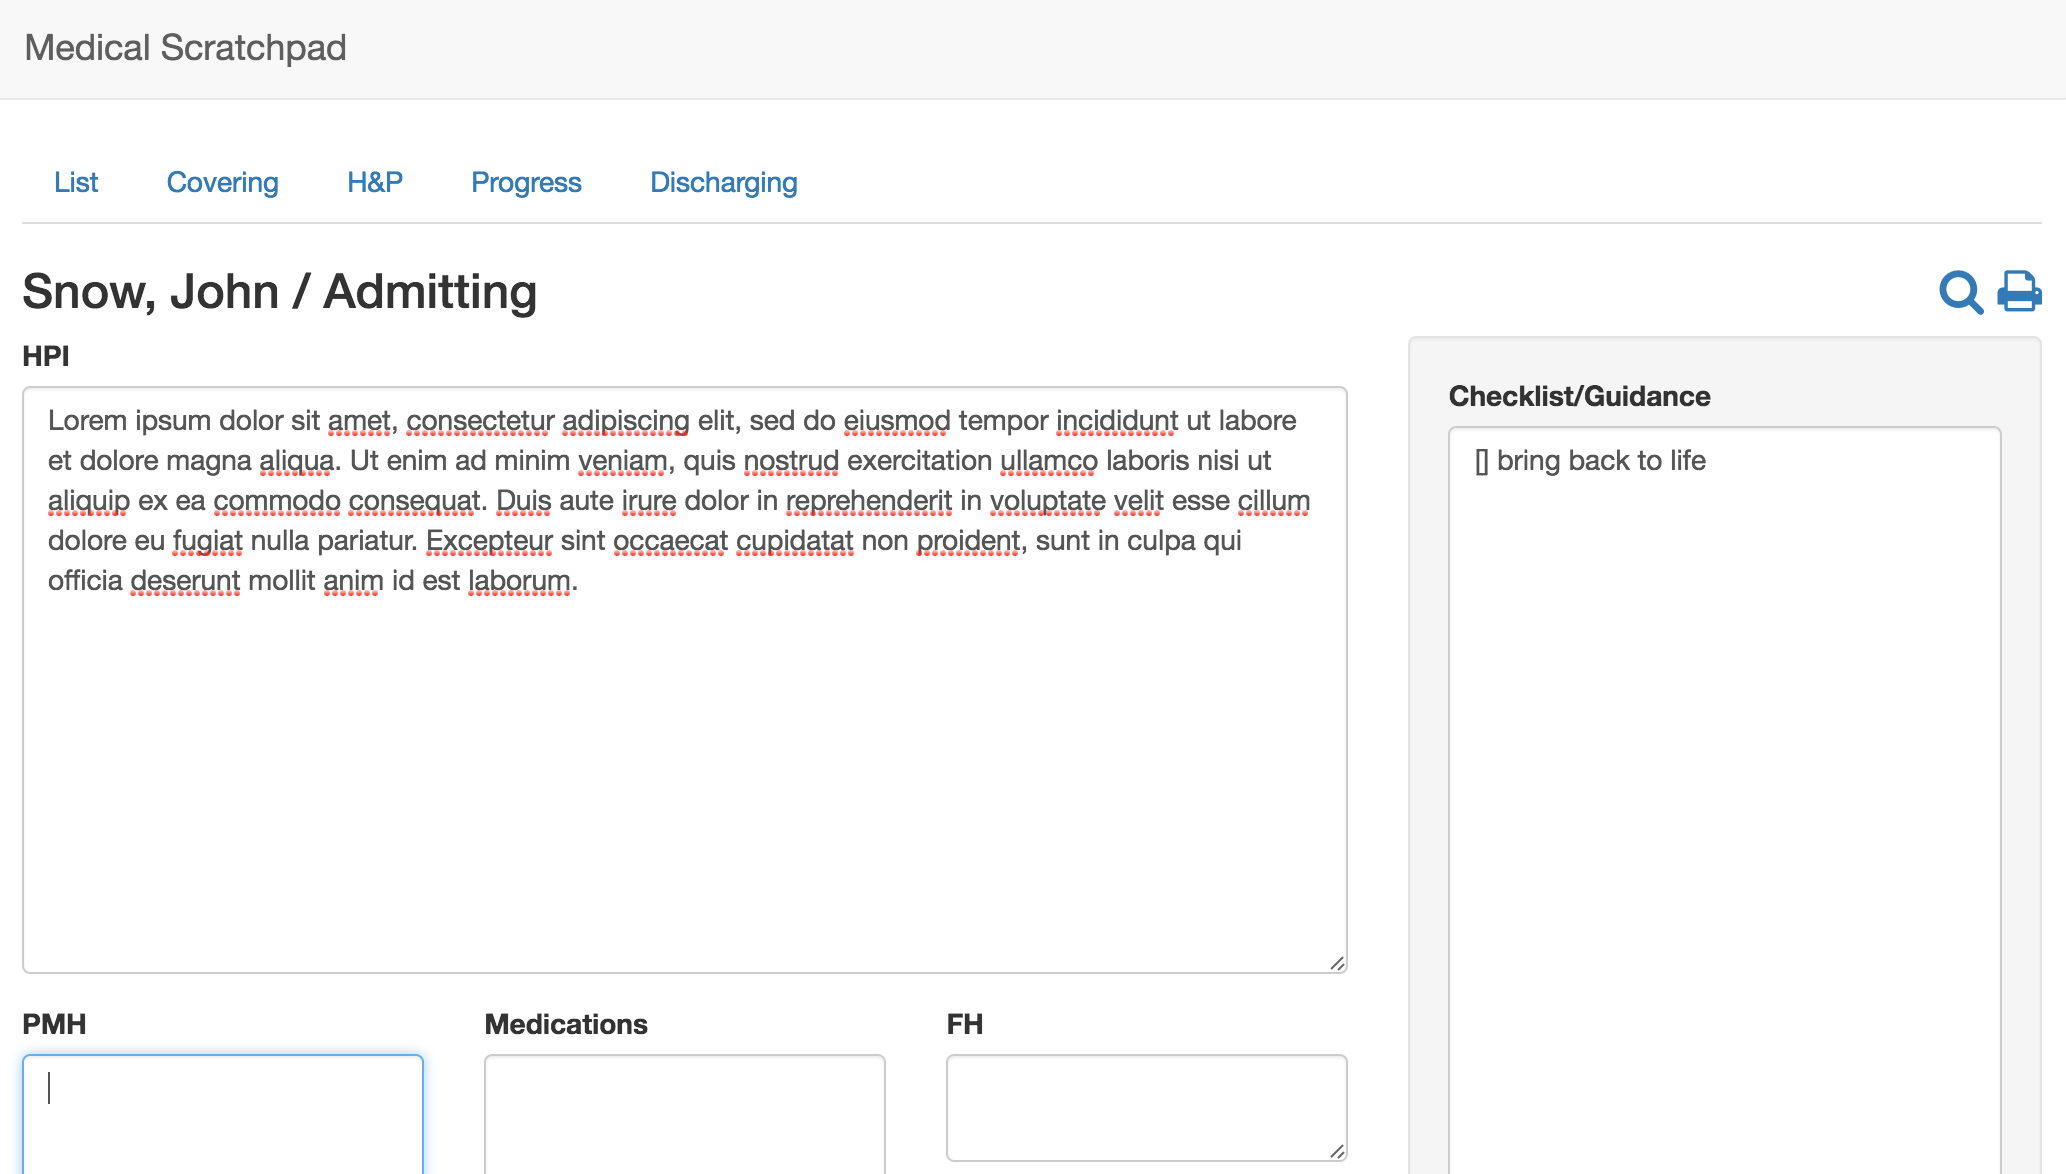 Medical Scratchpad
List Covering H&P Progress Discharging
Snow, John / Admitting
HPI
Lorem ipsum dolor sit amet, consectetur adipiscing elit, sed do eiusmod tempor incididunt ut labore
et dolore magna aliqua. Ut enim ad minim veniam, quis nostrud exercitation ullamco laboris nisi ut
aliquip ex ea commodo consequat. Duis aute irure dolor in reprehenderit in voluptate velit esse cillum
dolore eu fugiat nulla pariatur. Excepteur sint occaecat cupidatat non proident, sunt in culpa qui
officia deserunt mollit anim id est laborum.
Checklist/Guidance
[] bring back to life
PMH Medications FH